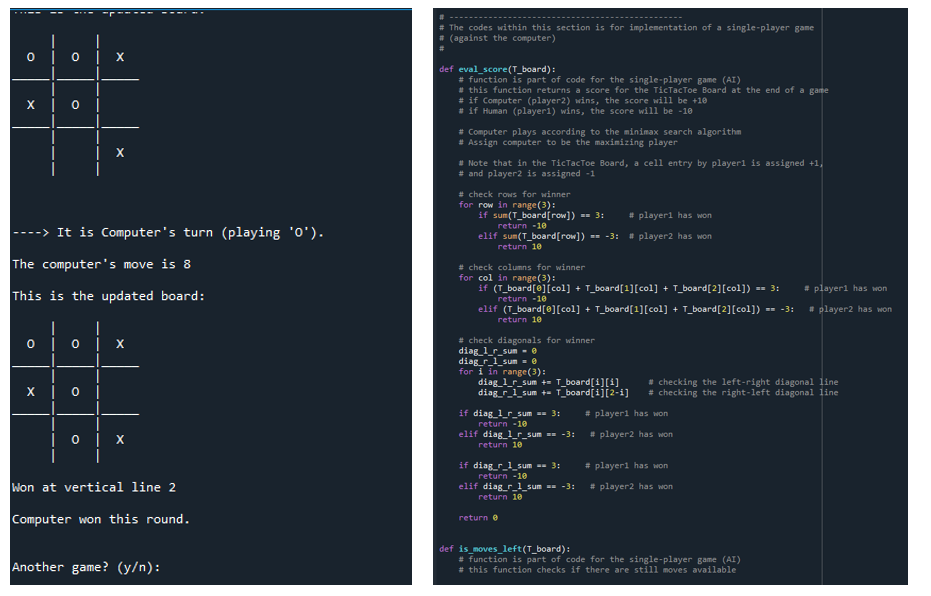 This is the updated board:
O O X
X O
X
----> It is Computer's turn (playing 'O').
The computer's move is 8
This is the updated board:
O O X
X O
O X
Won at vertical line 2
Computer won this round.
Another game? (y/n):
# -----------------------------------------------
# The codes within this section is for implementation of a single-player game
# (against the computer)
#
def eval_score(T_board):
# function is part of code for the single-player game (AI)
# this function returns a score for the TicTacToe Board at the end of a game
# if Computer (player2) wins, the score will be +10
# if Human (player1) wins, the score will be -10
# Computer plays according to the minimax search algorithm
# Assign computer to be the maximizing player
# Note that in the TicTacToe Board, a cell entry by player1 is assigned +1,
# and player2 is assigned -1
# check rows for winner
for row in range(3):
if sum(T_board[row]) == 3: # player1 has won
return -10
elif sum(T_board[row]) == -3: # player2 has won
return 10
# check columns for winner
for col in range(3):
if (T_board[0][col] + T_board[1][col] + T_board[2][col]) == 3: # player1 has won
return -10
elif (T_board[0][col] + T_board[1][col] + T_board[2][col]) == -3: # player2 has won
return 10
# check diagonals for winner
diag_l_r_sum = 0
diag_r_l_sum = 0
for i in range(3):
diag_l_r_sum += T_board[i][i] # checking the left-right diagonal line
diag_r_l_sum += T_board[i][2-i] # checking the right-left diagonal line
if diag_l_r_sum == 3: # player1 has won
return -10
elif diag_l_r_sum == -3: # player2 has won
return 10
if diag_r_l_sum == 3: # player1 has won
return -10
elif diag_r_l_sum == -3: # player2 has won
return 10
return 0
def is_moves_left(T_board):
# function is part of code for the single-player game (AI)
# this function checks if there are still moves available